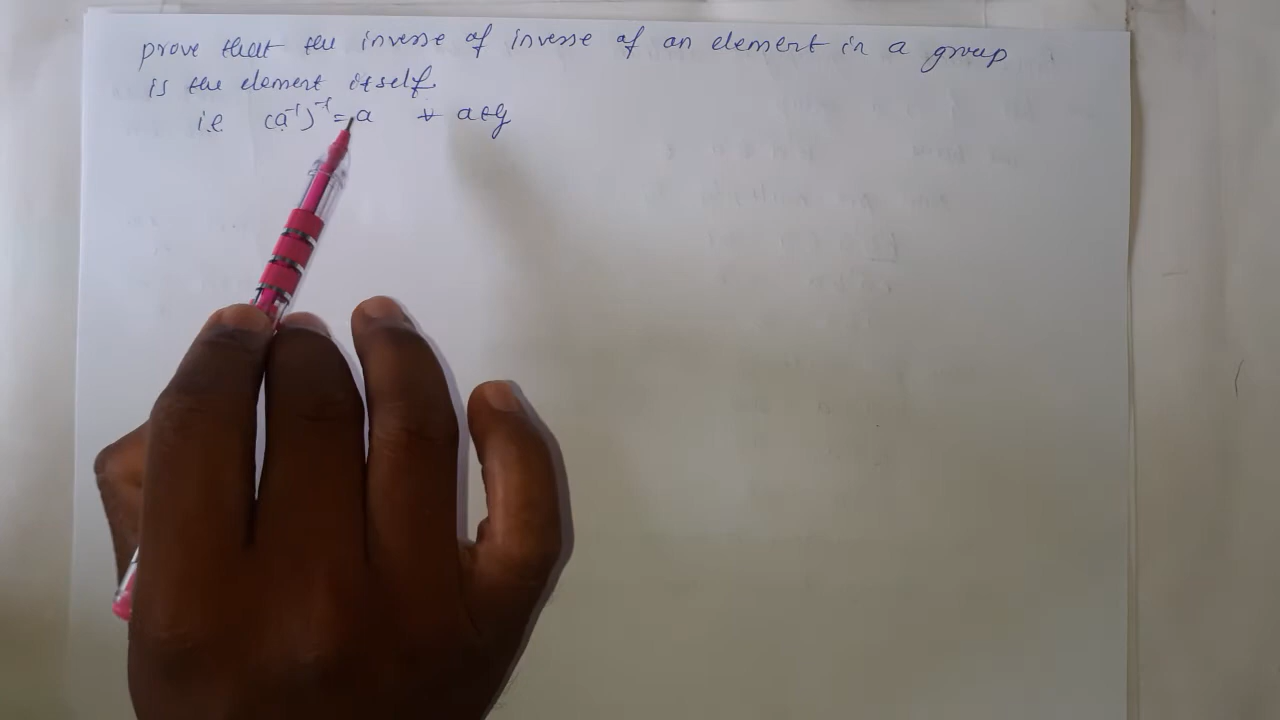 prove that the inverse of inverse of an element in a group
is the element itself.
i.e (a⁻¹)⁻¹ = a ∀ a∈G